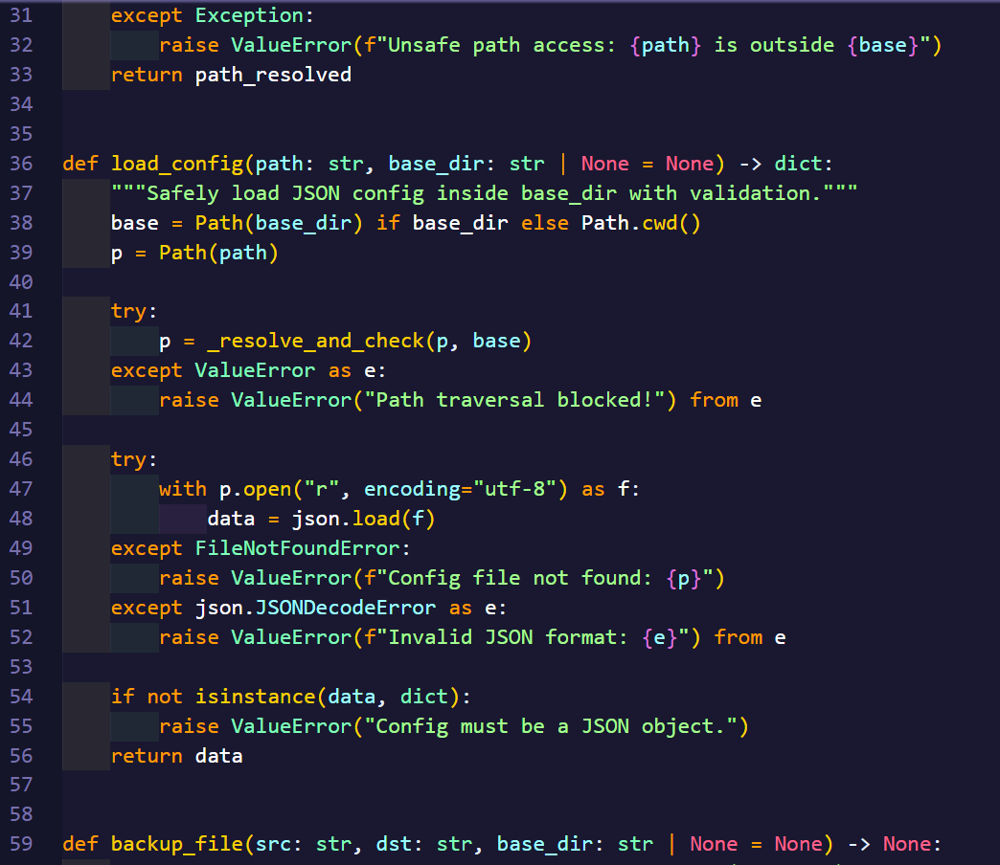 31 except Exception:
32 raise ValueError(f"Unsafe path access: {path} is outside {base}")
33 return path_resolved
34
35
36 def load_config(path: str, base_dir: str | None = None) -> dict:
37 """Safely load JSON config inside base_dir with validation."""
38 base = Path(base_dir) if base_dir else Path.cwd()
39 p = Path(path)
40
41 try:
42 p = _resolve_and_check(p, base)
43 except ValueError as e:
44 raise ValueError("Path traversal blocked!") from e
45
46 try:
47 with p.open("r", encoding="utf-8") as f:
48 data = json.load(f)
49 except FileNotFoundError:
50 raise ValueError(f"Config file not found: {p}")
51 except json.JSONDecodeError as e:
52 raise ValueError(f"Invalid JSON format: {e}") from e
53
54 if not isinstance(data, dict):
55 raise ValueError("Config must be a JSON object.")
56 return data
57
58
59 def backup_file(src: str, dst: str, base_dir: str | None = None) -> None: